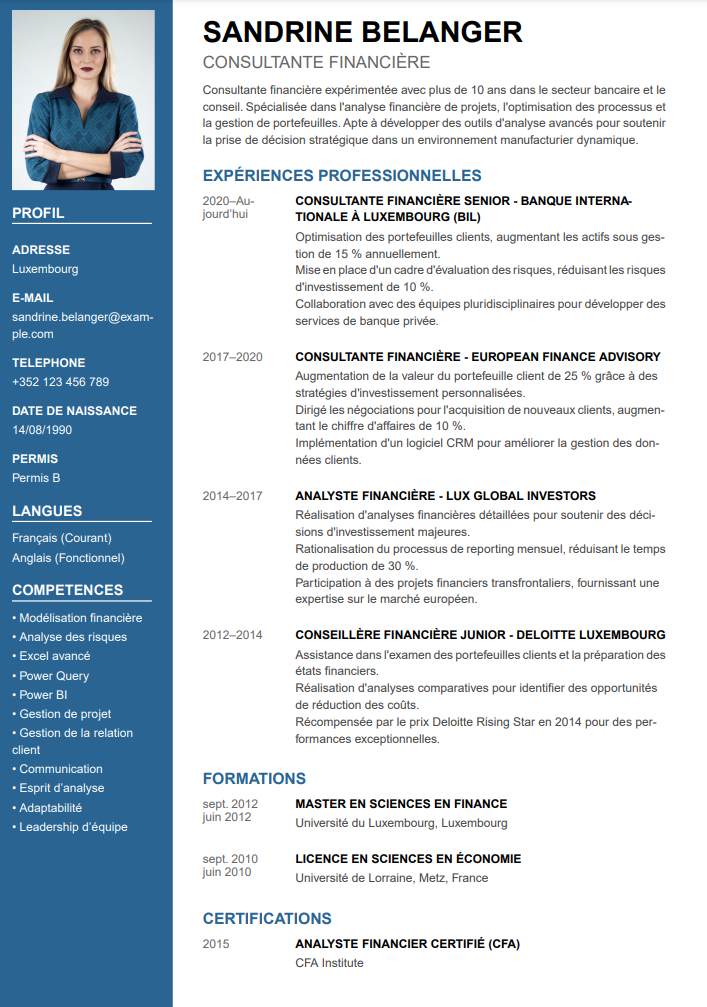 PROFIL
ADRESSE
Luxembourg
E-MAIL
sandrine.belanger@exam-
ple.com
TELEPHONE
+352 123 456 789
DATE DE NAISSANCE
14/08/1990
PERMIS
Permis B
LANGUES
Français (Courant)
Anglais (Fonctionnel)
COMPETENCES
• Modélisation financière
• Analyse des risques
• Excel avancé
• Power Query
• Power BI
• Gestion de projet
• Gestion de la relation
client
• Communication
• Esprit d'analyse
• Adaptabilité
• Leadership d'équipe
SANDRINE BELANGER
CONSULTANTE FINANCIÈRE
Consultante financière expérimentée avec plus de 10 ans dans le secteur bancaire et le
conseil. Spécialisée dans l'analyse financière de projets, l'optimisation des processus et
la gestion de portefeuilles. Apte à développer des outils d'analyse avancés pour soutenir
la prise de décision stratégique dans un environnement manufacturier dynamique.
EXPÉRIENCES PROFESSIONNELLES
2020–Au-
jourd'hui
CONSULTANTE FINANCIÈRE SENIOR - BANQUE INTERNA-
TIONALE À LUXEMBOURG (BIL)
Optimisation des portefeuilles clients, augmentant les actifs sous ges-
tion de 15 % annuellement.
Mise en place d'un cadre d'évaluation des risques, réduisant les risques
d'investissement de 10 %.
Collaboration avec des équipes pluridisciplinaires pour développer des
services de banque privée.
2017–2020
CONSULTANTE FINANCIÈRE - EUROPEAN FINANCE ADVISORY
Augmentation de la valeur du portefeuille client de 25 % grâce à des
stratégies d'investissement personnalisées.
Dirigé les négociations pour l'acquisition de nouveaux clients, augmen-
tant le chiffre d'affaires de 10 %.
Implémentation d'un logiciel CRM pour améliorer la gestion des don-
nées clients.
2014–2017
ANALYSTE FINANCIÈRE - LUX GLOBAL INVESTORS
Réalisation d'analyses financières détaillées pour soutenir des déci-
sions d'investissement majeures.
Rationalisation du processus de reporting mensuel, réduisant le temps
de production de 30 %.
Participation à des projets financiers transfrontaliers, fournissant une
expertise sur le marché européen.
2012–2014
CONSEILLÈRE FINANCIÈRE JUNIOR - DELOITTE LUXEMBOURG
Assistance dans l'examen des portefeuilles clients et la préparation des
états financiers.
Réalisation d'analyses comparatives pour identifier des opportunités
de réduction des coûts.
Récompensée par le prix Deloitte Rising Star en 2014 pour des per-
formances exceptionnelles.
FORMATIONS
sept. 2012
juin 2012
MASTER EN SCIENCES EN FINANCE
Université du Luxembourg, Luxembourg
sept. 2010
juin 2010
LICENCE EN SCIENCES EN ÉCONOMIE
Université de Lorraine, Metz, France
CERTIFICATIONS
2015
ANALYSTE FINANCIER CERTIFIÉ (CFA)
CFA Institute